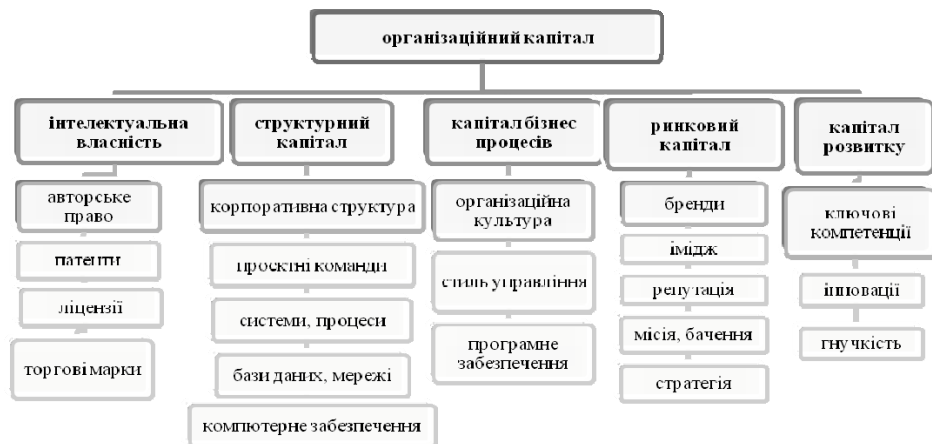 організаційний капітал
інтелектуальна
власність
авторське
право
патенти
ліцензії
торгові марки
структурний
капітал
корпоративна структура
проектні команди
системи, процеси
бази даних, мережі
комп'ютерне забезпечення
капітал бізнес
процесів
організаційна
культура
стиль управління
програмне
забезпечення
ринковий
капітал
бренди
імідж
репутація
місія, бачення
стратегія
капітал
розвитку
ключові
компетенції
інновації
гнучкість